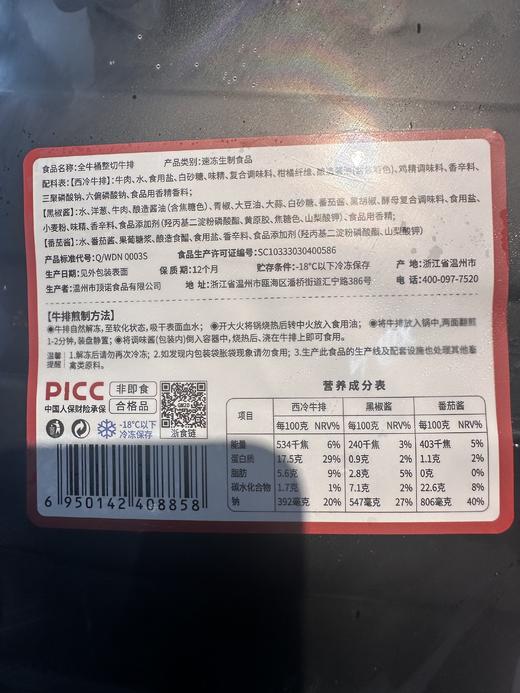 食品名称:全牛桶整切牛排 产品类别:速冻生制食品
配料表:【西冷牛排】:牛肉、水、食用盐、白砂糖、味精、复合调味料、柑橘纤维、酿造酱油(含焦糖色)、鸡精调味料、香辛料、
三聚磷酸钠、六偏磷酸钠、食品用香精香料;
【黑椒酱】:水、洋葱、牛肉、酿造酱油(含焦糖色)、青椒、大豆油、大蒜、白砂糖、番茄酱、黑胡椒、酵母复合调味料、食用盐、
小麦粉、味精、香辛料、食品添加剂(羟丙基二淀粉磷酸酯、黄原胶、焦糖色、山梨酸钾)、食品用香精;
【番茄酱】:水、番茄酱、果葡糖浆、酿造食醋、食用盐、香辛料、食品添加剂(羟丙基二淀粉磷酸酯、山梨酸钾)
产品标准代号:Q/WDN 0003S 食品生产许可证编号:SC10333030400586
生产日期:见外包装表面 保质期:12个月 贮存条件:-18℃以下冷冻保存 产 地:浙江省温州市
生产者:温州市顶诺食品有限公司 地 址:浙江省温州市瓯海区潘桥街道汇宁路386号 电 话:400-097-7520
【牛排煎制方法】
●牛排自然解冻,至软化状态,吸干表面血水; ●开大火将锅烧热后转中火放入食用油; ●将牛排放入锅中,两面翻煎
1-2分钟,装盘静置; ●将调味酱(包装内)倒入容器中,烧热后、浇在牛排上即可食用。
温馨提醒 1.解冻后请勿再次冷冻; 2.如发现内包装袋胀袋现象请勿食用; 3.生产此食品的生产线及配套设施也处理其他畜
禽类原料。
PICC
中国人保财险承保
非即食
合格品
-18℃以下
冷冻保存
浙食链
6 950142 408858
营养成分表
项目 西冷牛排 黑椒酱 番茄酱
每100克 NRV% 每100克 NRV% 每100克 NRV%
能量 534千焦 6% 240千焦 3% 403千焦 5%
蛋白质 17.5克 29% 0.9克 2% 1.1克 2%
脂肪 5.6克 9% 2.8克 5% 0克 0%
碳水化合物 1.7克 1% 7.1克 2% 22.6克 8%
钠 392毫克 20% 547毫克 27% 806毫克 40%